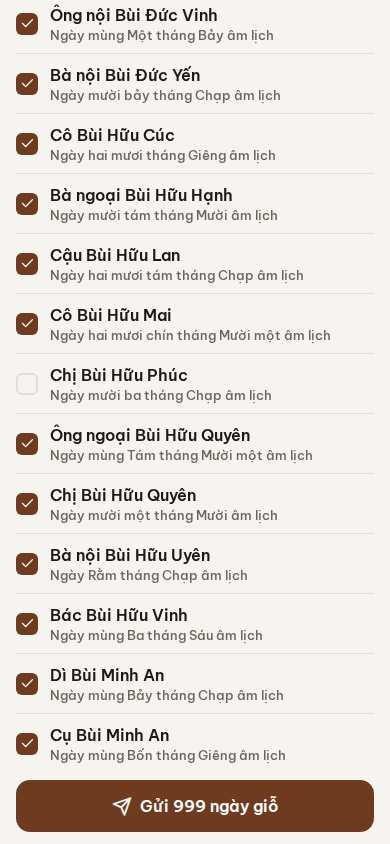 Ông nội Bùi Đức Vinh
Ngày mùng Một tháng Bảy âm lịch
Bà nội Bùi Đức Yến
Ngày mười bảy tháng Chạp âm lịch
Cô Bùi Hữu Cúc
Ngày hai mươi tháng Giêng âm lịch
Bà ngoại Bùi Hữu Hạnh
Ngày mười tám tháng Mười âm lịch
Cậu Bùi Hữu Lan
Ngày hai mươi tám tháng Chạp âm lịch
Cô Bùi Hữu Mai
Ngày hai mươi chín tháng Mười một âm lịch
Chị Bùi Hữu Phúc
Ngày mười ba tháng Chạp âm lịch
Ông ngoại Bùi Hữu Quyên
Ngày mùng Tám tháng Mười một âm lịch
Chị Bùi Hữu Quyên
Ngày mười một tháng Mười âm lịch
Bà nội Bùi Hữu Uyên
Ngày Rằm tháng Chạp âm lịch
Bác Bùi Hữu Vinh
Ngày mùng Ba tháng Sáu âm lịch
Dì Bùi Minh An
Ngày mùng Bảy tháng Chạp âm lịch
Cụ Bùi Minh An
Ngày mùng Bốn tháng Giêng âm lịch
Gửi 999 ngày giỗ